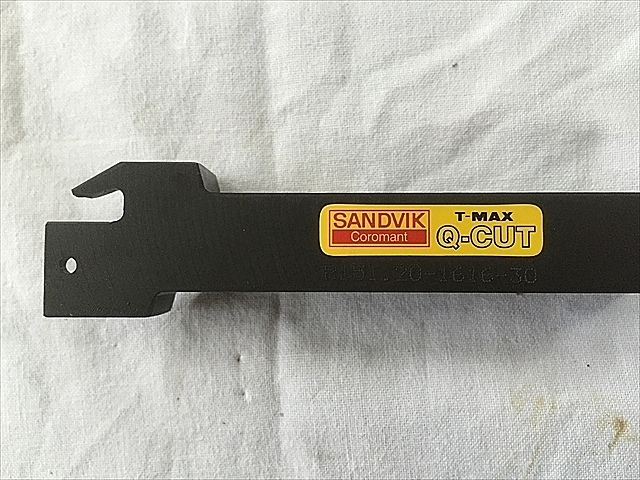 SANDVIK
Coromant
T-MAX
Q-CUT
R151.20-1616-30